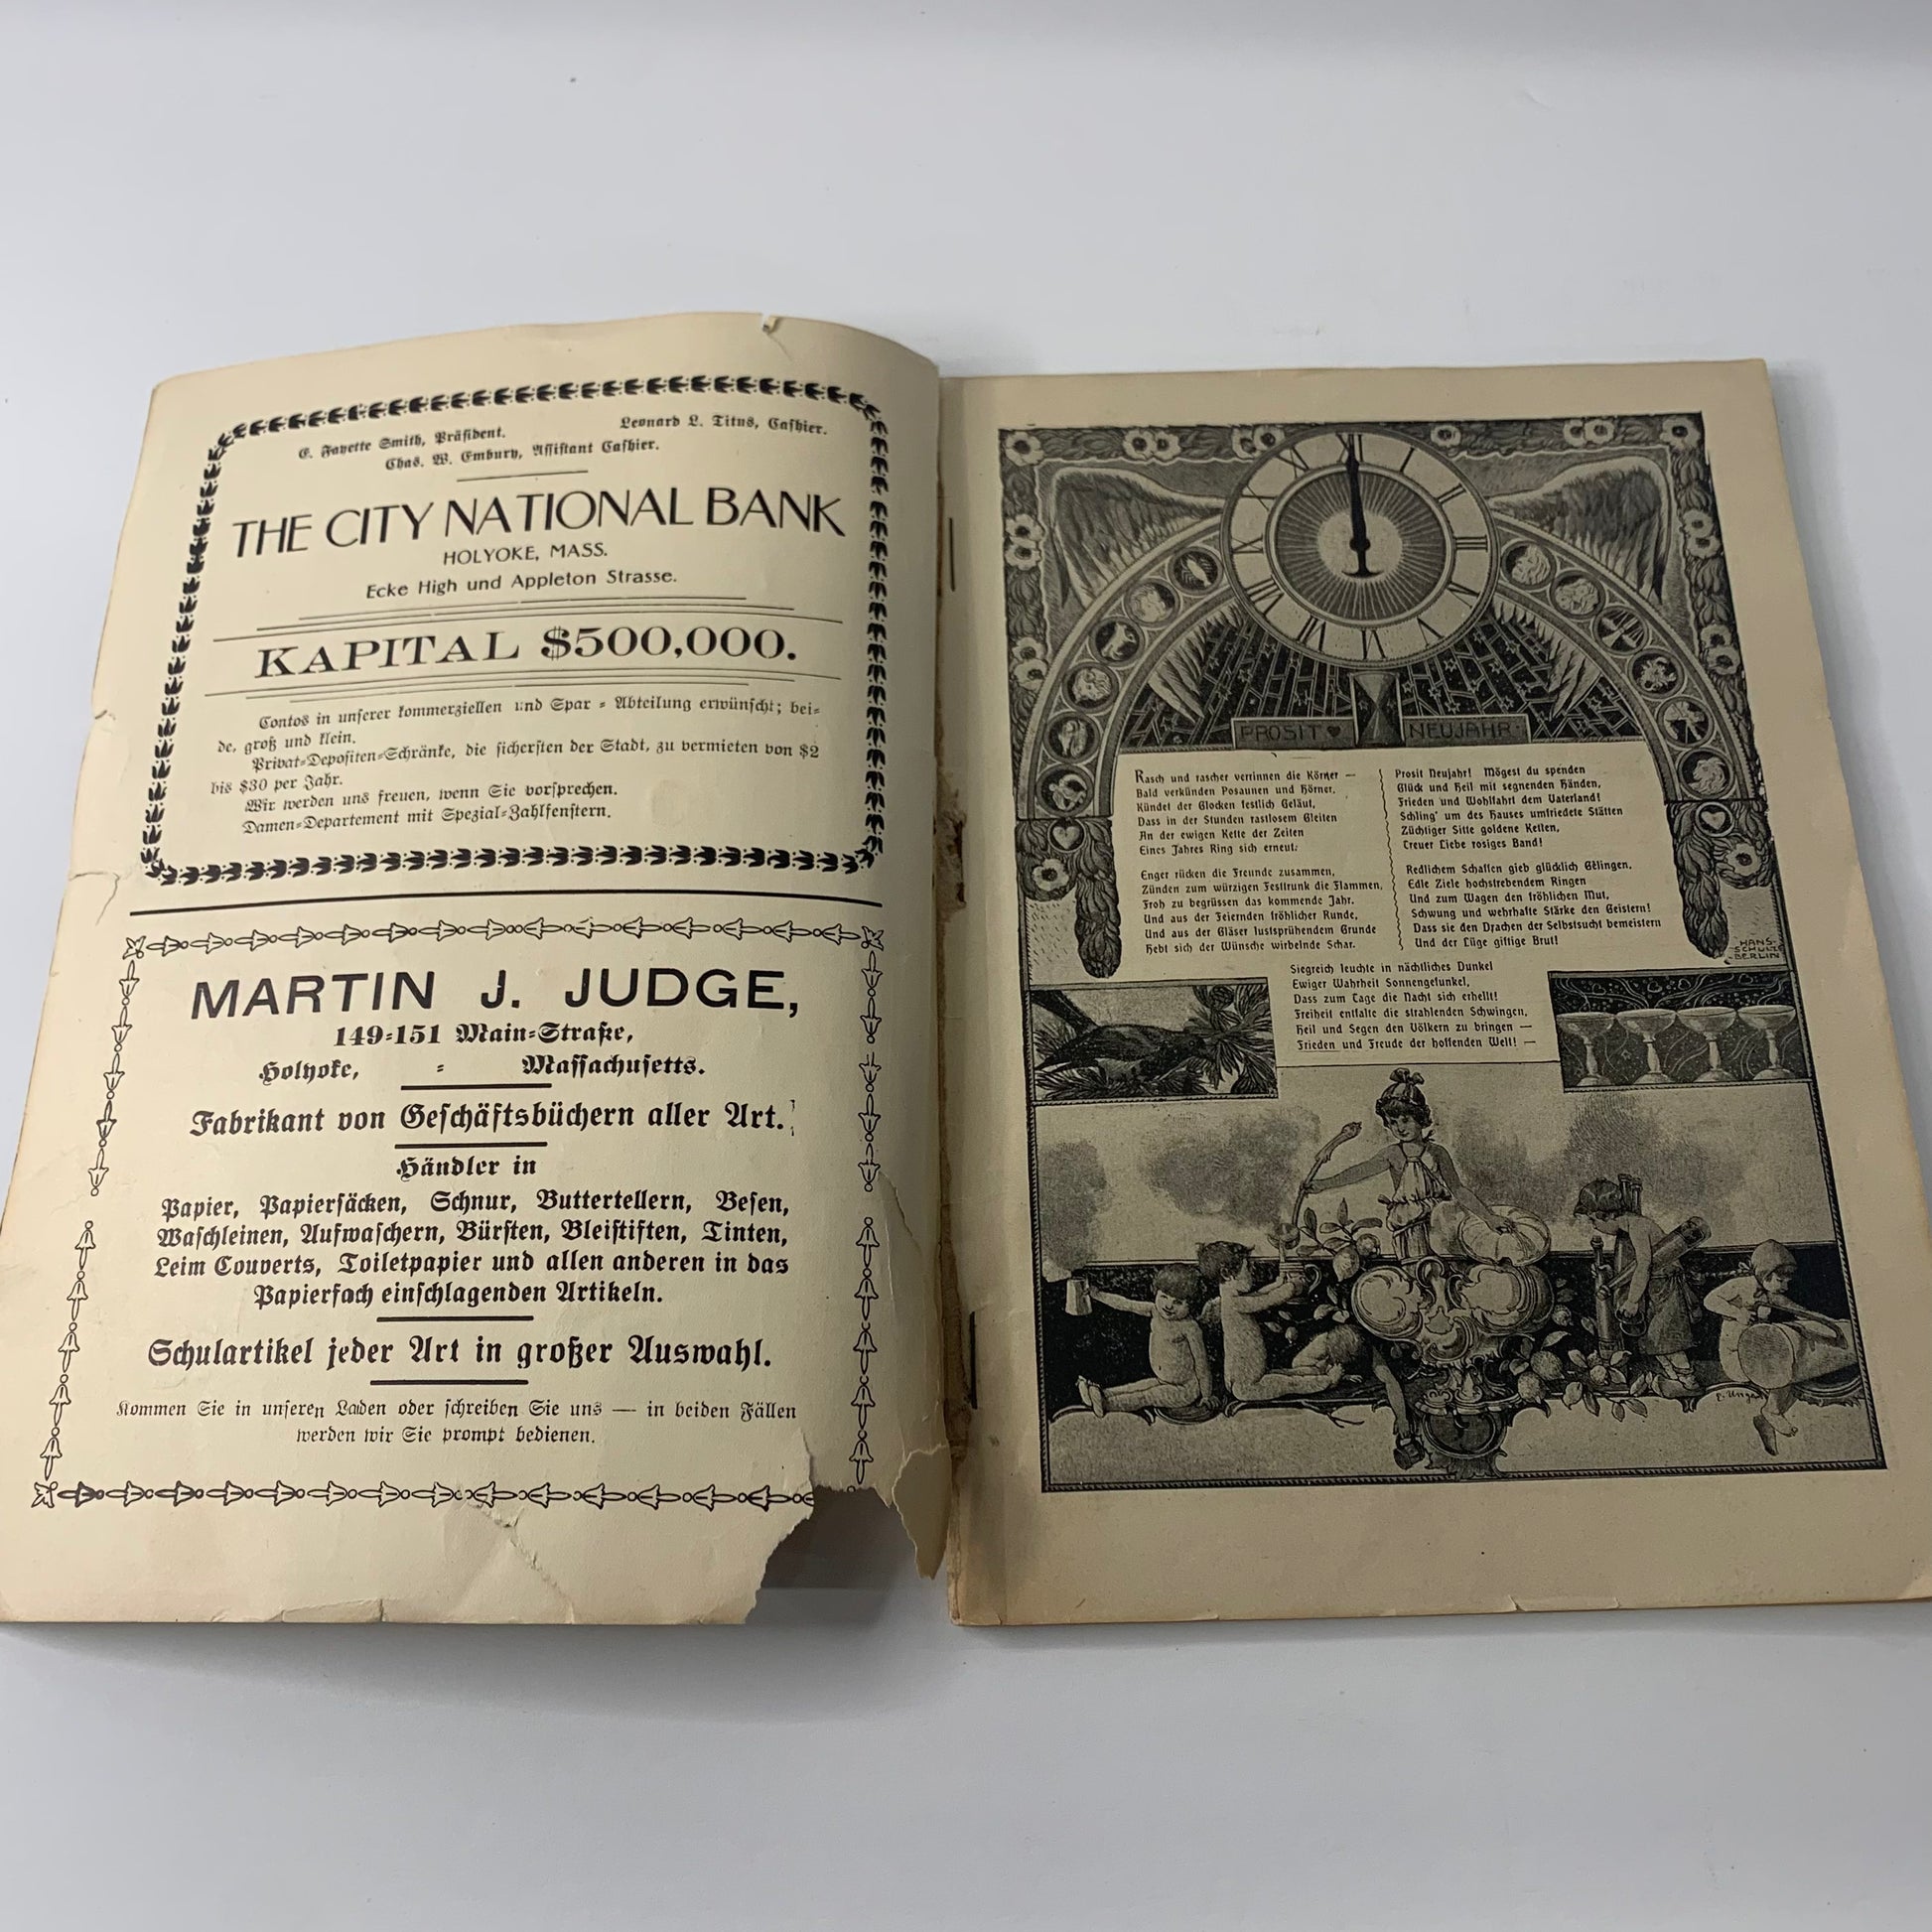 E. Fayette Smith, Präsident.
Leonard L. Titus, Cashier.
Chas. W. Embury, Assistant Cashier.
THE CITY NATIONAL BANK
HOLYOKE, MASS.
Ecke High und Appleton Strasse.
KAPITAL $500,000.
Contos in unserer kommerziellen und Spar = Abteilung erwünscht; bei=
de, groß und klein.
Privat=Depositen=Schränke, die sichersten der Stadt, zu vermieten von $2
bis $30 per Jahr.
Wir werden uns freuen, wenn Sie vorsprechen.
Damen=Departement mit Spezial=Zahlfenstern.
MARTIN J. JUDGE,
149=151 Main=Straße,
Holyoke, = Massachusetts.
Fabrikant von Geschäftsbüchern aller Art.
Händler in
Papier, Papiersäcken, Schnur, Buttertellern, Besen,
Waschleinen, Aufwaschern, Bürsten, Bleistiften, Tinten,
Leim Couverts, Toiletpapier und allen anderen in das
Papierfach einschlagenden Artikeln.
Schulartikel jeder Art in großer Auswahl.
Kommen Sie in unseren Laden oder schreiben Sie uns — in beiden Fällen
werden wir Sie prompt bedienen.
XII I II III IV V VI VII VIII IX X XI
PROSIT NEUJAHR
Rasch und rascher verrinnen die Körner —
Bald verkünden Posaunen und Hörner,
Kündet der Glocken festlich Geläut,
Dass in der Stunden rastlosem Gleiten
An der ewigen Kette der Zeiten
Eines Jahres Ring sich erneut.
Enger rücken die Freunde zusammen,
Zünden zum würzigen Festtrunk die Flammen,
Froh zu begrüssen das kommende Jahr.
Und aus der Feiernden fröhlicher Runde,
Und aus der Gläser lustsprühendem Grunde
Hebt sich der Wünsche wirbelnde Schar.
Prosit Neujahr! Mögest du spenden
Glück und Heil mit segnenden Händen,
Frieden und Wohlfahrt dem Vaterland!
Schling' um des Hauses umfriedete Stätten
Züchtiger Sitte goldene Ketten,
Treuer Liebe rosiges Band!
Redlichem Schaffen gieb glücklich Gelingen,
Edle Ziele hochstrebendem Ringen
Und zum Wagen den fröhlichen Mut,
Schwung und wehrhafte Stärke den Geistern!
Dass sie den Drachen der Selbstsucht bemeistern
Und der Lüge giftige Brut!
Siegreich leuchte in nächtliches Dunkel
Ewiger Wahrheit Sonnengefunkel,
Dass zum Tage die Nacht sich erhellt!
Freiheit entfalte die strahlenden Schwingen,
Heil und Segen den Völkern zu bringen —
Frieden und Freude der hoffenden Welt! —
HANS-
SCHULZE
BERLIN
E. Unger